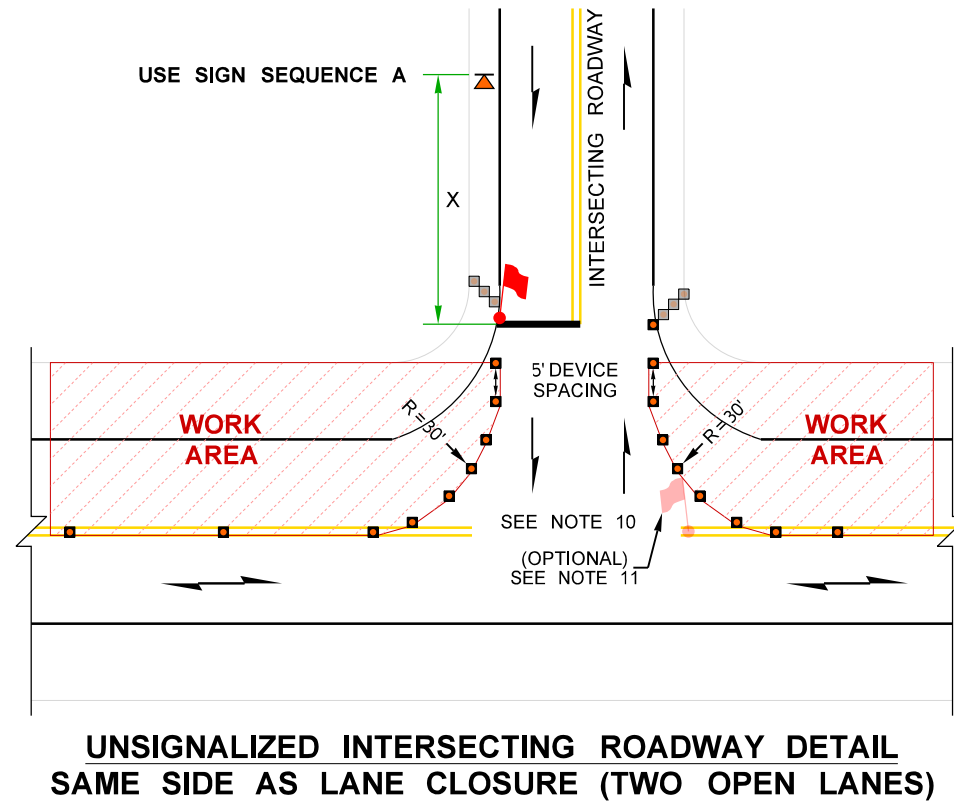 USE SIGN SEQUENCE A
INTERSECTING ROADWAY
X
5' DEVICE
SPACING
R=30'
R=30'
WORK
AREA
WORK
AREA
SEE NOTE 10
(OPTIONAL)
SEE NOTE 11
UNSIGNALIZED INTERSECTING ROADWAY DETAIL
SAME SIDE AS LANE CLOSURE (TWO OPEN LANES)